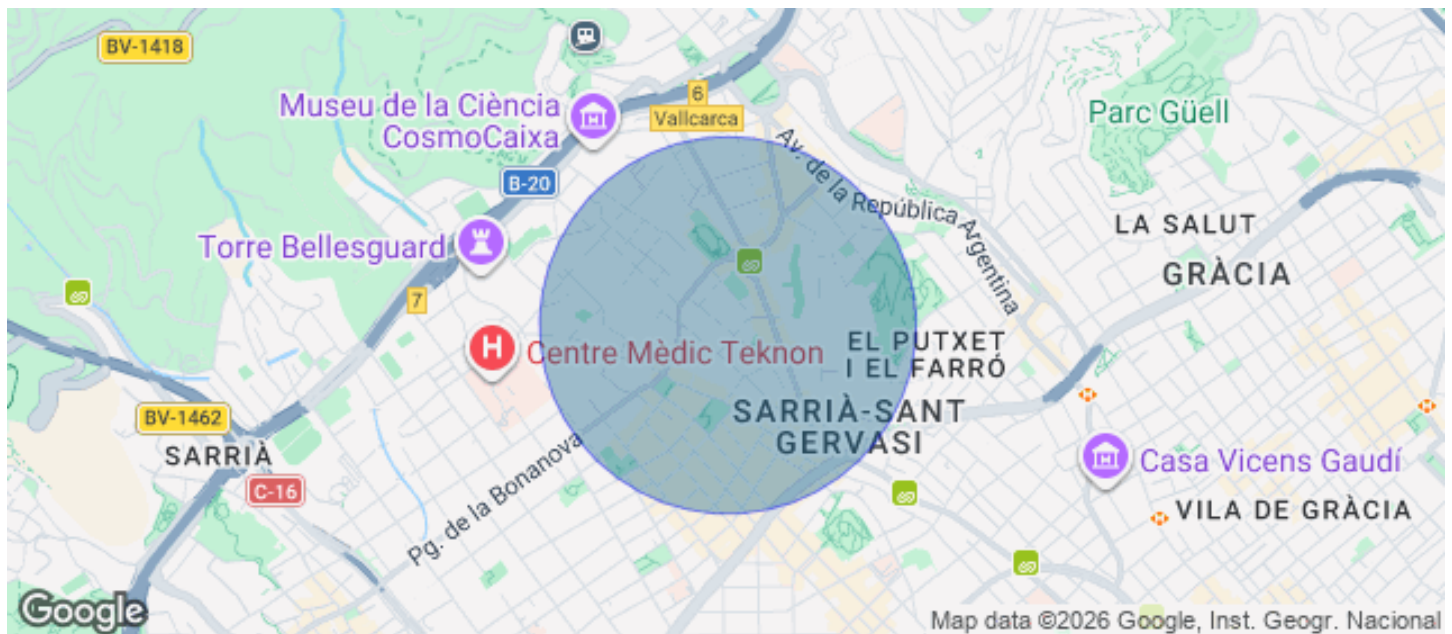 BV-1418
Museu de la Ciència
CosmoCaixa
6
Vallcarca
Parc Güell
B-20
Av. de la República Argentina
Torre Bellesguard
LA SALUT
GRÀCIA
7
H
Centre Mèdic Teknon
EL PUTXET
I EL FARRÓ
BV-1462
SARRIÀ
SARRIÀ-SANT
GERVASI
Casa Vicens Gaudí
C-16
Pg. de la Bonanova
VILA DE GRÀCIA
Google
Map data ©2026 Google, Inst. Geogr. Nacional